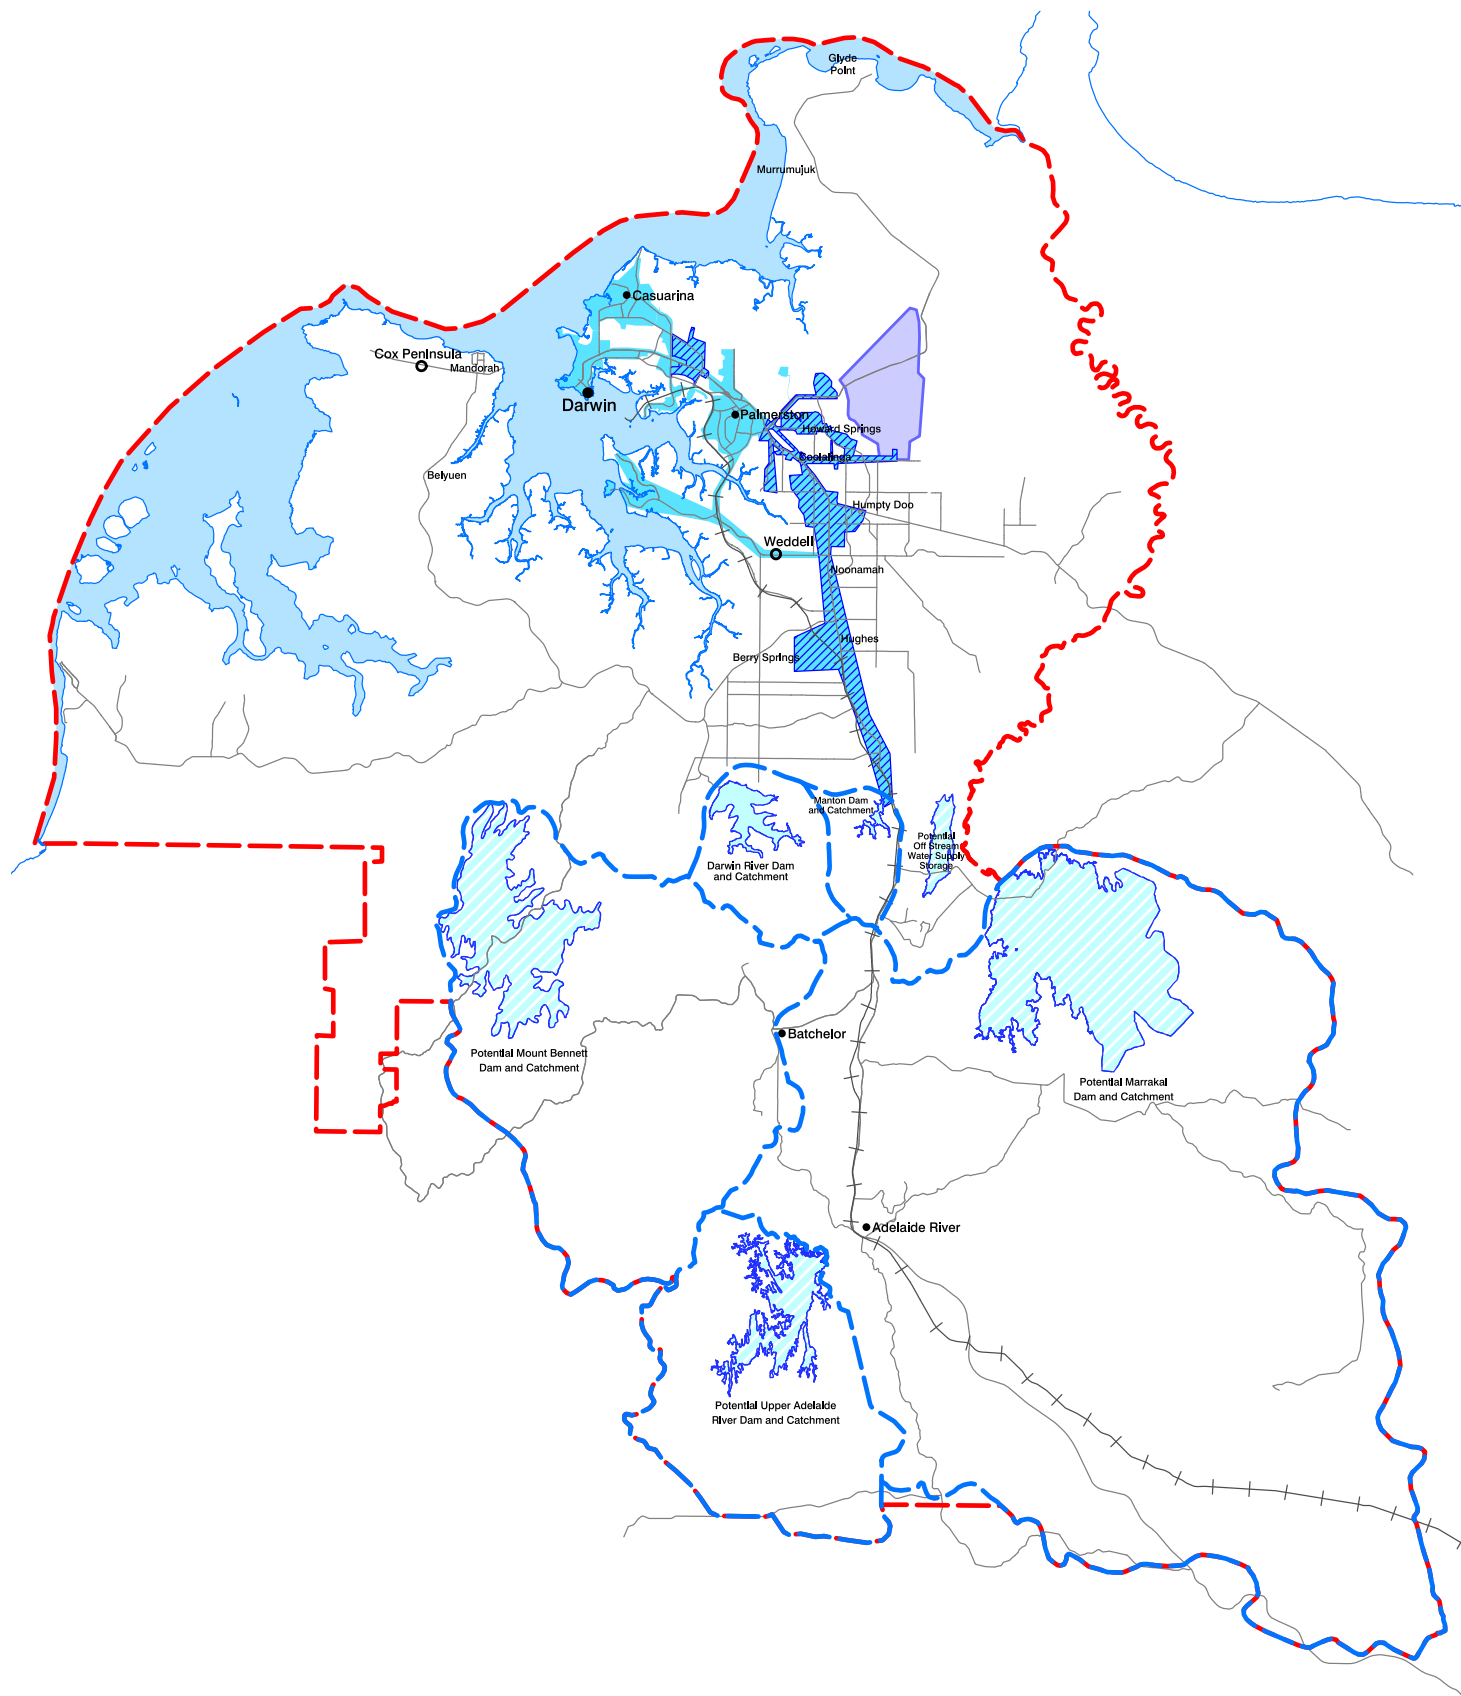 Glyde
Point
Murrumujuk
Casuarina
Cox Peninsula
Mandorah
Darwin
Palmerston
Howard Springs
Coolalinga
Belyuen
Humpty Doo
Weddell
Noonamah
Hughes
Berry Springs
Manton Dam
and Catchment
Potential
Off Stream
Water Supply
Storage
Darwin River Dam
and Catchment
Batchelor
Potential Mount Bennett
Dam and Catchment
Potential Marrakai
Dam and Catchment
Adelaide River
Potential Upper Adelaide
River Dam and Catchment